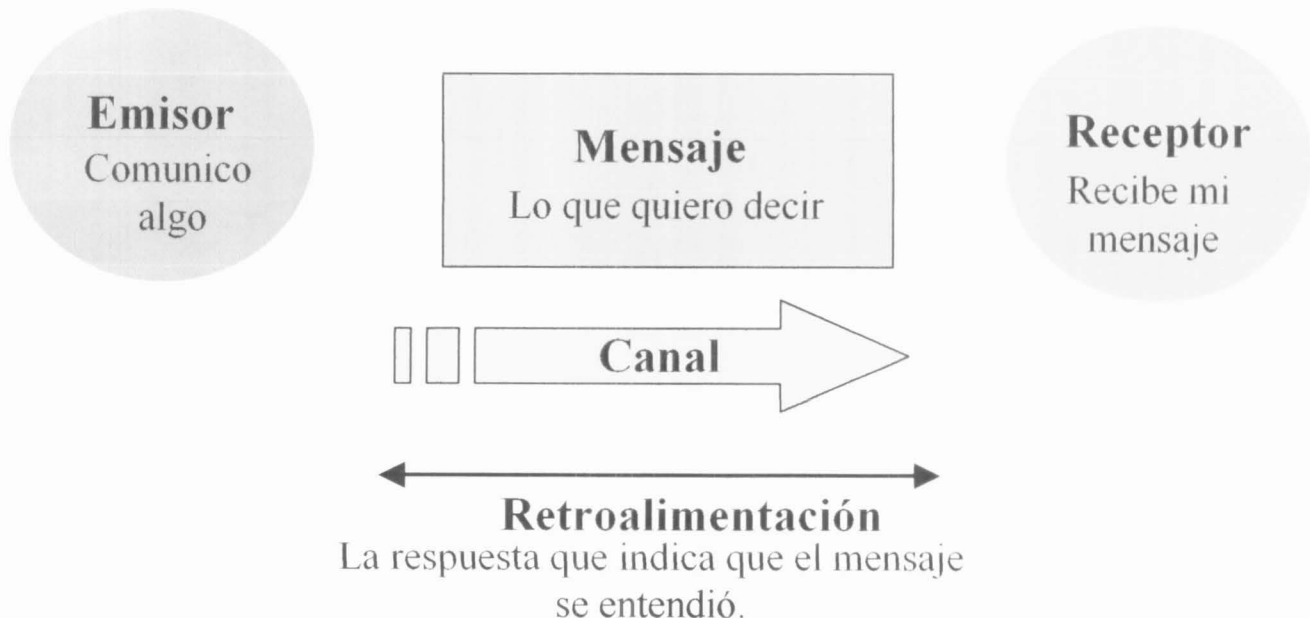 Emisor
Comunico
algo
Mensaje
Lo que quiero decir
Receptor
Recibe mi
mensaje
Canal
Retroalimentación
La respuesta que indica que el mensaje
se entendió.